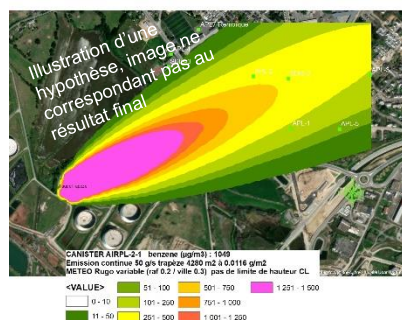 Illustration d'une
hypothèse, image ne
correspondant pas au
résultat final
APL-1
CANISTER AIRPL-2-1 benzene (µg/m3) : 1049
Emission continue 50 g/s trapèze 4280 m2 à 0.0116 g/m2
METEO Rugo variable (raf 0.2 / ville 0.3) pas de limite de hauteur CL
<VALUE>
0 - 10
11 - 50
51 - 100
101 - 250
251 - 500
501 - 750
751 - 1 000
1 001 - 1 250
1 251 - 1 500